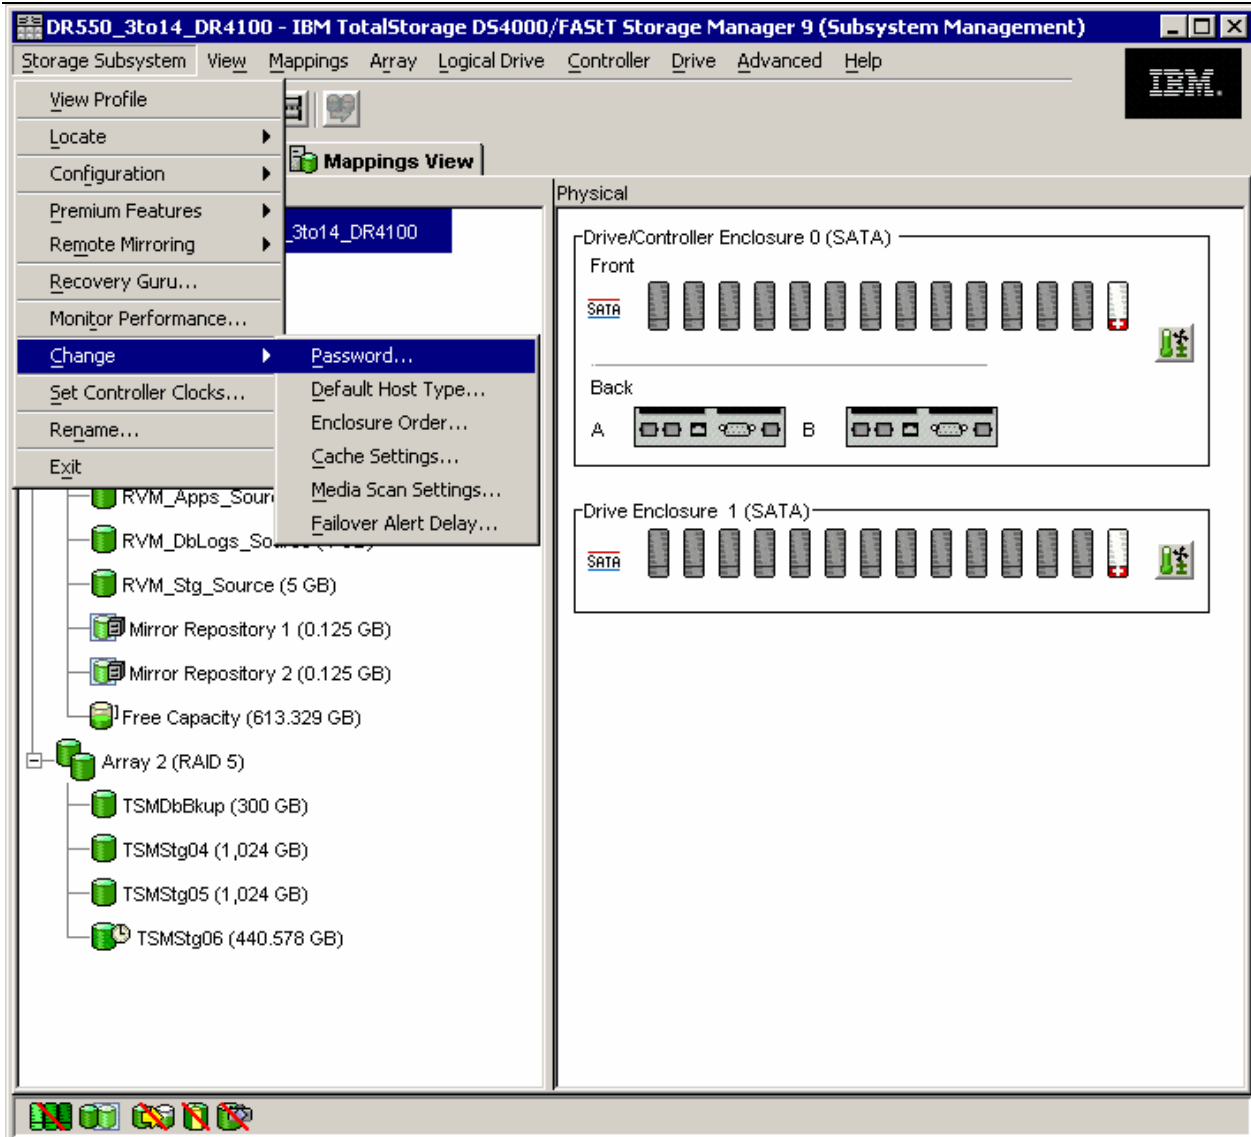 DR550_3to14_DR4100 - IBM TotalStorage DS4000/FAStT Storage Manager 9 (Subsystem Management)
Storage Subsystem View Mappings Array Logical Drive Controller Drive Advanced Help
IBM.
View Profile
Locate
Configuration
Premium Features
Remote Mirroring
Recovery Guru...
Monitor Performance...
Change
Set Controller Clocks...
Rename...
Exit
Password...
Default Host Type...
Enclosure Order...
Cache Settings...
Media Scan Settings...
Failover Alert Delay...
Mappings View
_3to14_DR4100
RVM_Apps_Sour
RVM_DbLogs_So
RVM_Stg_Source (5 GB)
Mirror Repository 1 (0.125 GB)
Mirror Repository 2 (0.125 GB)
Free Capacity (613.329 GB)
Array 2 (RAID 5)
TSMDbBkup (300 GB)
TSMStg04 (1,024 GB)
TSMStg05 (1,024 GB)
TSMStg06 (440.578 GB)
Physical
Drive/Controller Enclosure 0 (SATA)
Front
SATA
Back
A B
Drive Enclosure 1 (SATA)
SATA